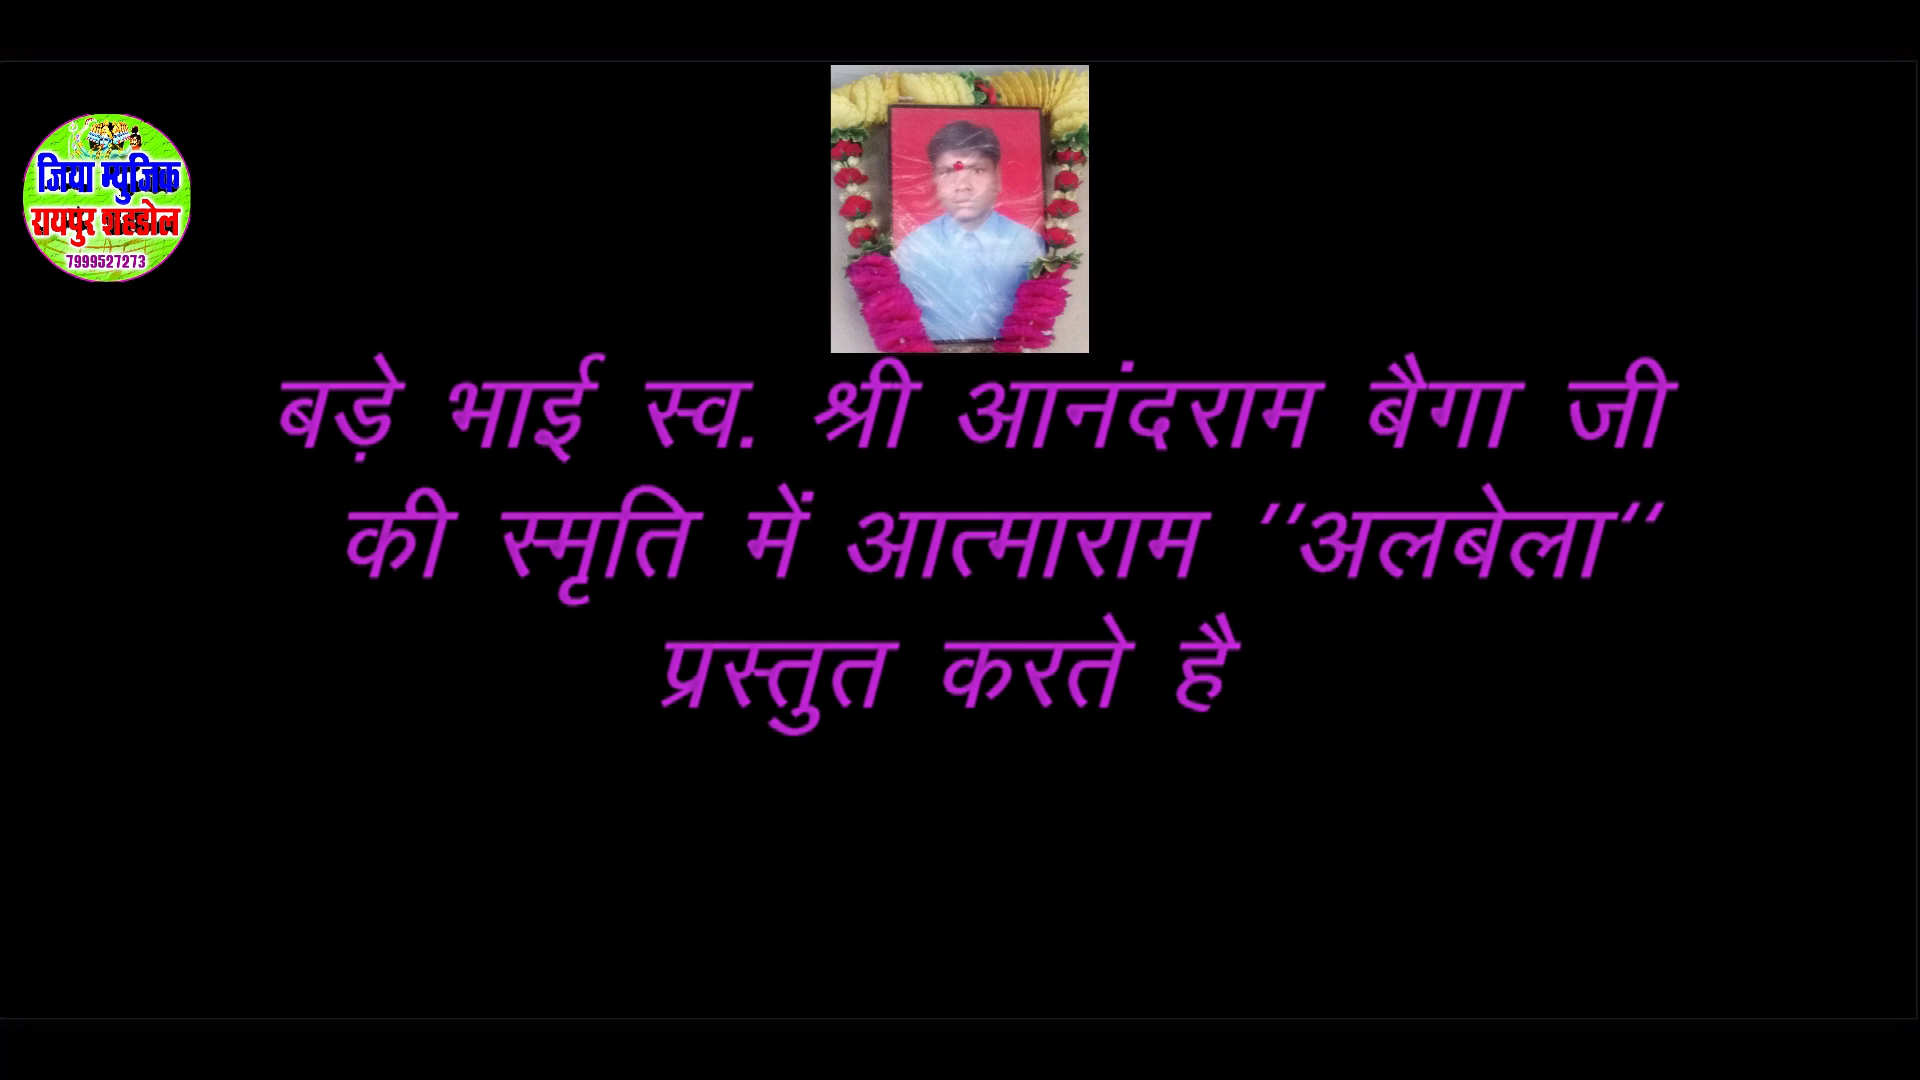 जिया म्युजिक
रायपुर शहडोल
7999527273
बड़े भाई स्व. श्री आनंदराम बैगा जी
की स्मृति में आत्माराम ’’अलबेला‘‘
प्रस्तुत करते है